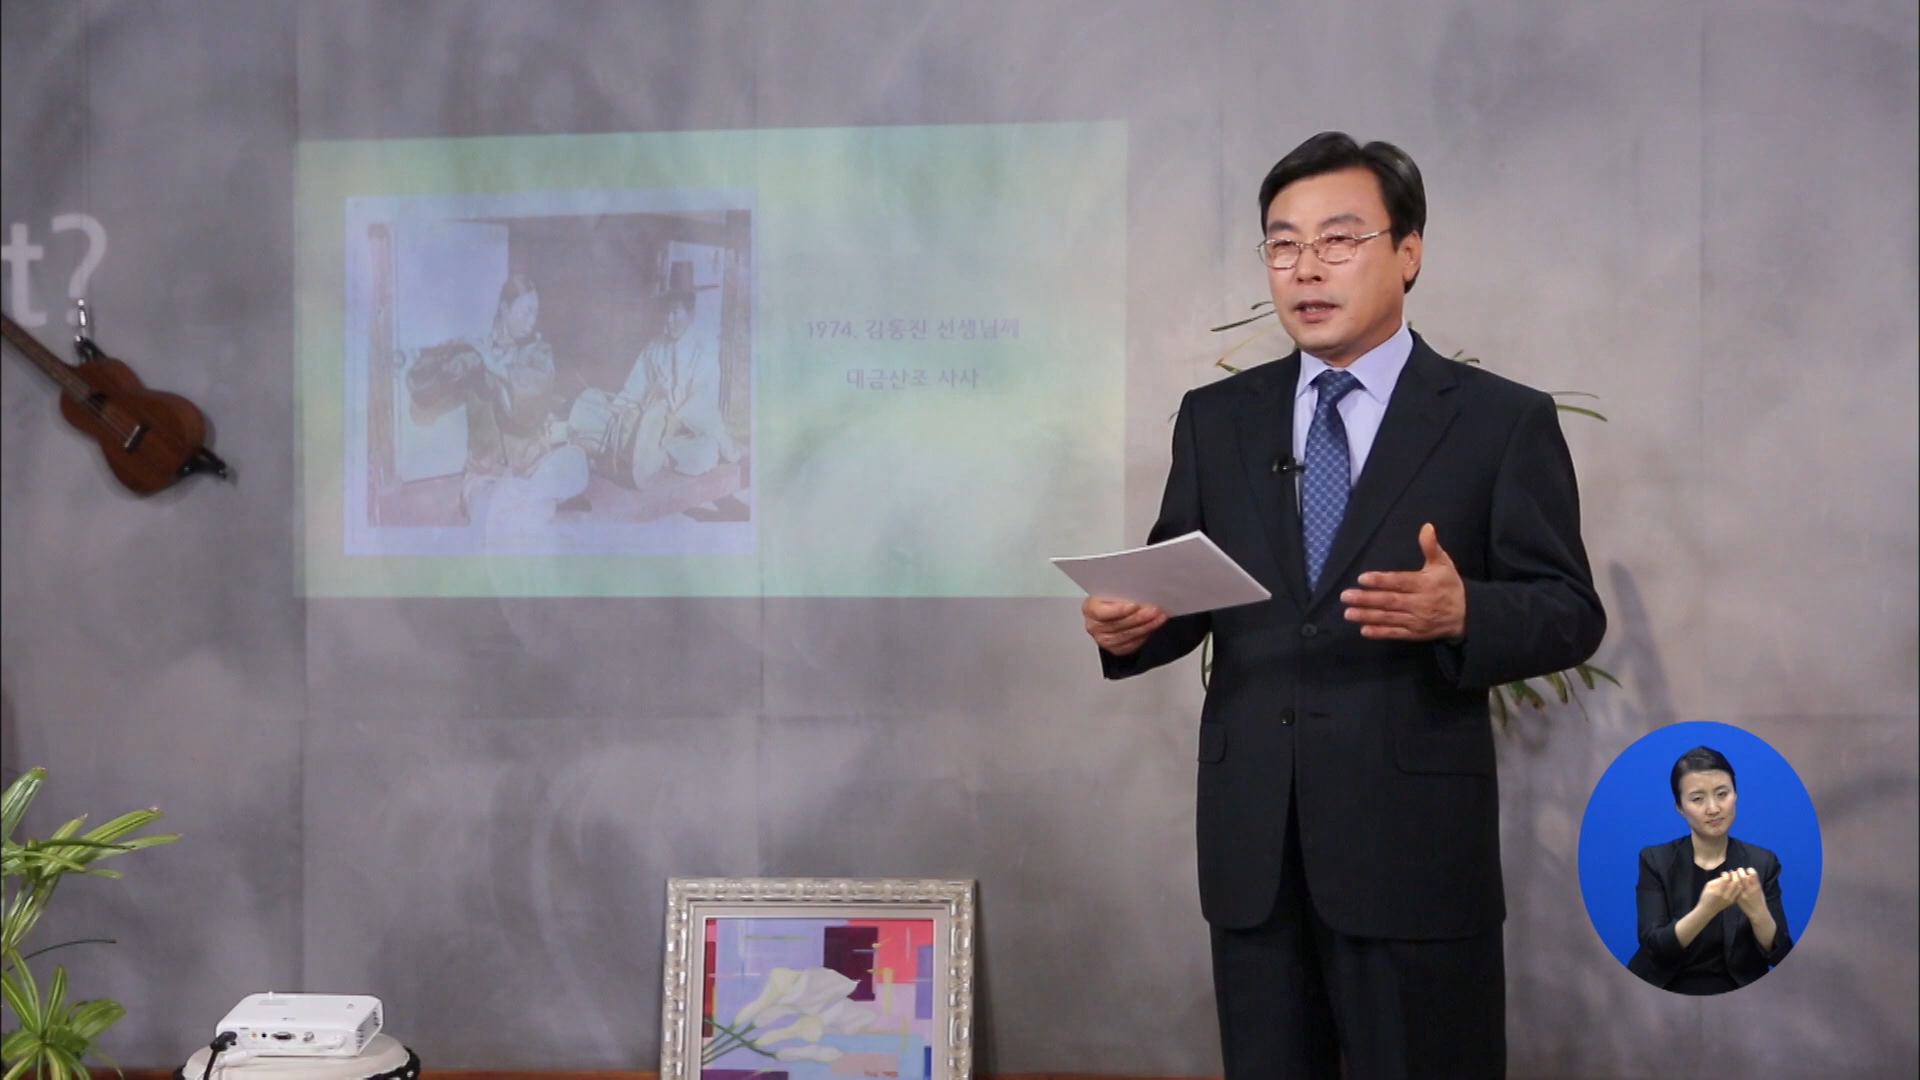 t?
1974. 김동진 선생님께
대금산조 사사